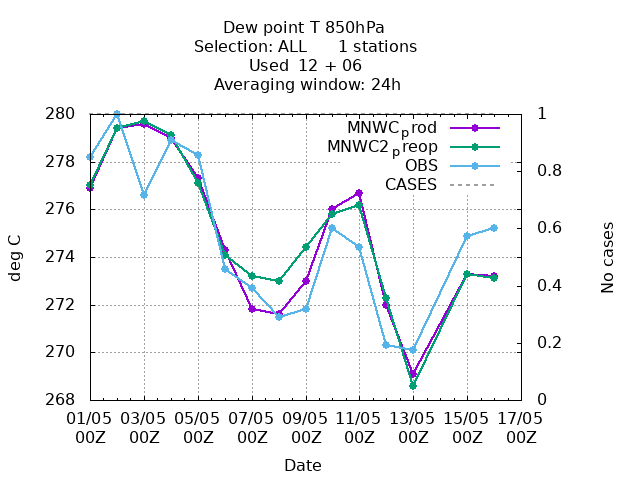 Dew point T 850hPa
Selection: ALL 1 stations
Used 12 + 06
Averaging window: 24h
280
278
276
274
272
270
268
deg C
1
0.8
0.6
0.4
0.2
0
No cases
MNWCprod
MNWC2preop
OBS
CASES
01/05 03/05 05/05 07/05 09/05 11/05 13/05 15/05 17/05
00Z 00Z 00Z 00Z 00Z 00Z 00Z 00Z 00Z
Date